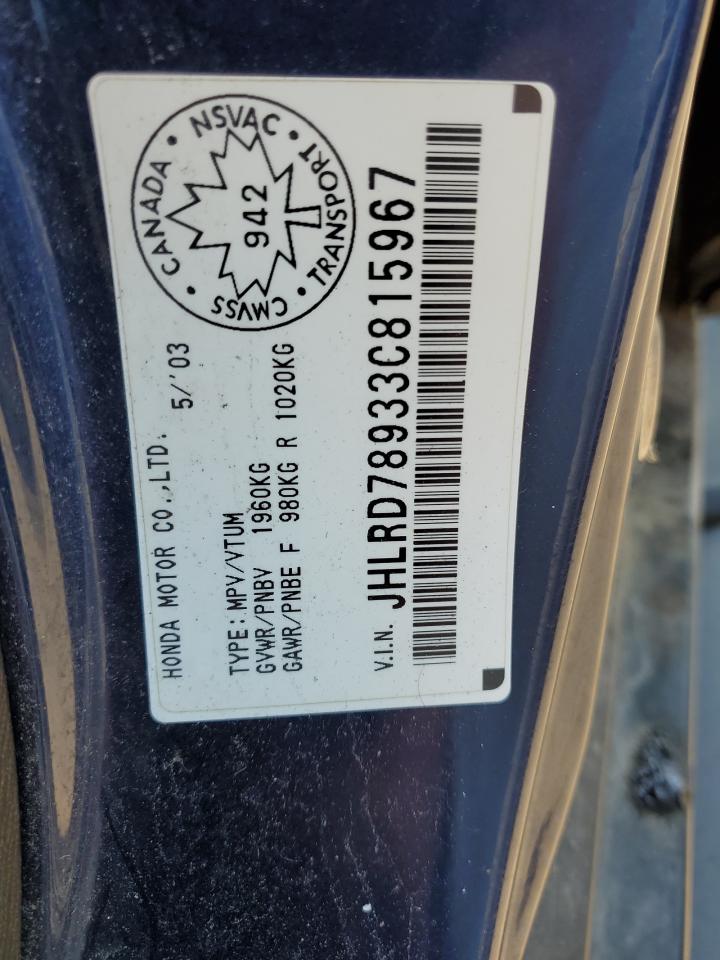 HONDA MOTOR CO.,LTD. 5/'03
TYPE: MPV/VTUM
GVWR/PNBV 1960KG
GAWR/PNBE F 980KG R 1020KG
V.I.N. JHLRD78933C815967
CANADA • NSVAC • TRANSPORT • CMVSS •
942